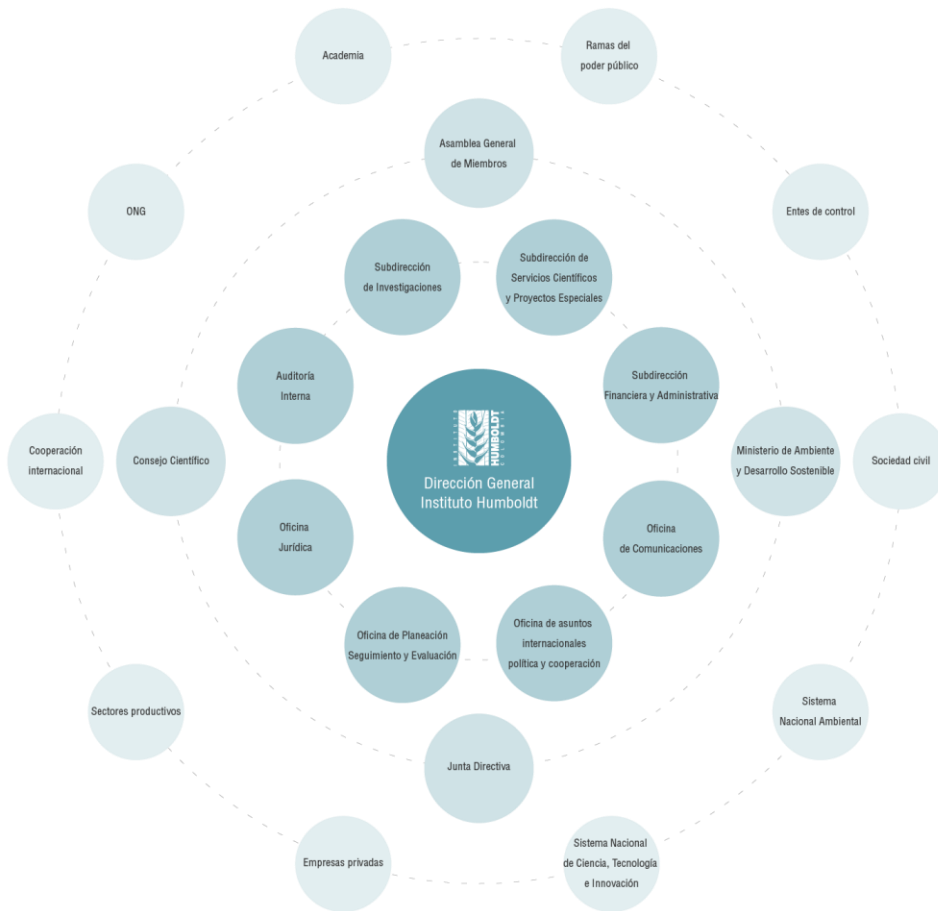 Academia
Ramas del
poder público
Asamblea General
de Miembros
ONG
Entes de control
Subdirección
de Investigaciones
Subdirección de
Servicios Científicos
y Proyectos Especiales
Auditoría
Interna
Subdirección
Financiera y Administrativa
INSTITUTO
HUMBOLDT
COLOMBIA
Dirección General
Instituto Humboldt
Cooperación
internacional
Consejo Científico
Ministerio de Ambiente
y Desarrollo Sostenible
Sociedad civil
Oficina
Jurídica
Oficina
de Comunicaciones
Oficina de Planeación
Seguimiento y Evaluación
Oficina de asuntos
internacionales
política y cooperación
Sectores productivos
Sistema
Nacional Ambiental
Junta Directiva
Empresas privadas
Sistema Nacional
de Ciencia, Tecnología
e Innovación